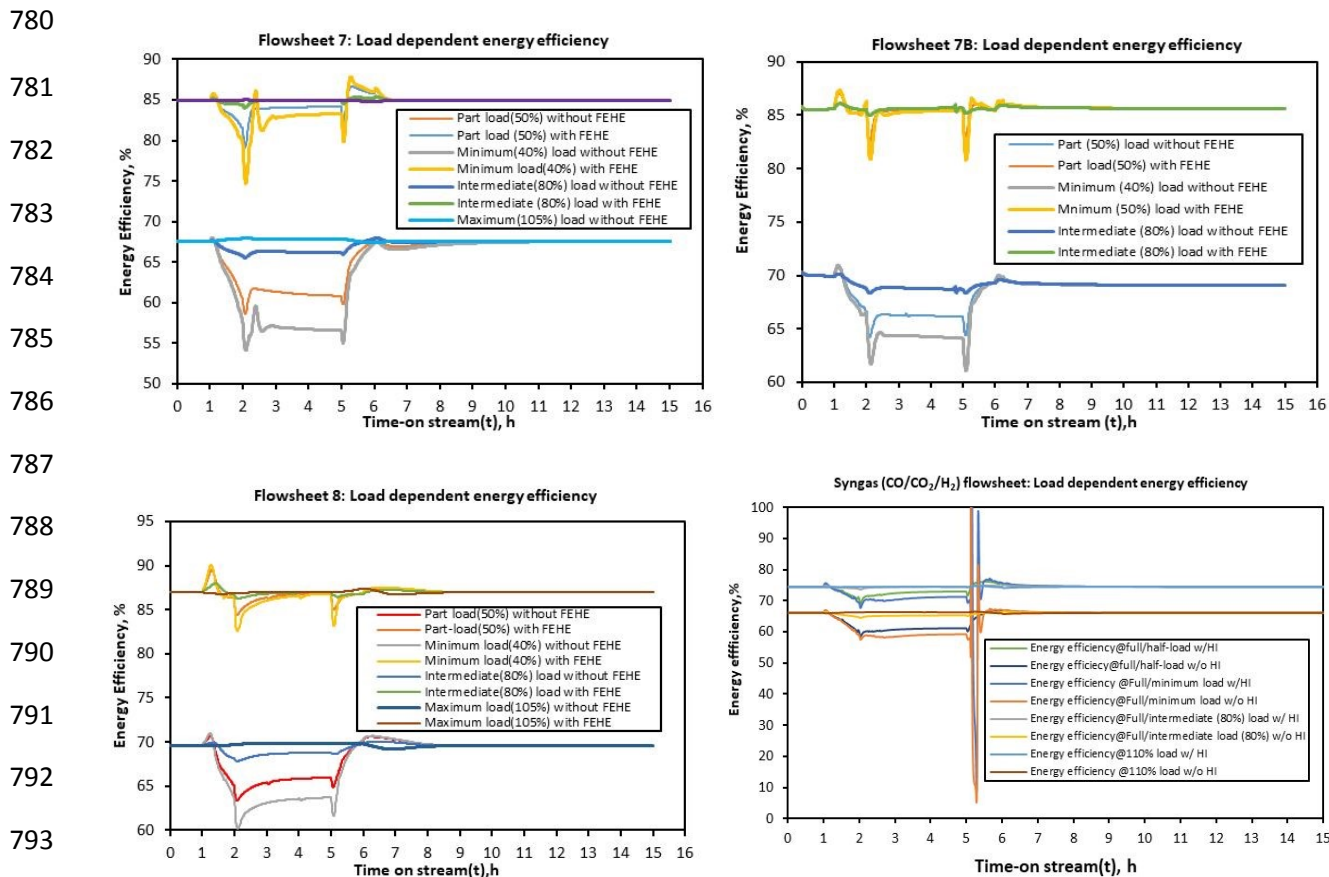 780
781
782
783
784
785
786
787
788
789
790
791
792
793
Flowsheet 7: Load dependent energy efficiency
Energy Efficiency, %
90
85
80
75
70
65
60
55
50
Part load(50%) without FEHE
Part load (50%) with FEHE
Minimum(40%) load without FEHE
Minimum load(40%) with FEHE
Intermediate(80%) load without FEHE
Intermediate (80%) load with FEHE
Maximum(105%) load without FEHE
0 1 2 3 4 5 6 7 8 9 10 11 12 13 14 15 16
Time-on stream(t), h
Flowsheet 7B: Load dependent energy efficiency
Energy Efficiency, %
90
85
80
75
70
65
60
Part (50%) load without FEHE
Part load(50%) with FEHE
Minimum (40%) load without FEHE
Mnimum (50%) load with FEHE
Intermediate (80%) load without FEHE
Intermediate (80%) load with FEHE
0 1 2 3 4 5 6 7 8 9 10 11 12 13 14 15 16
Time on stream(t), h
Flowsheet 8: Load dependent energy efficiency
Energy Efficiency, %
95
90
85
80
75
70
65
60
Part load(50%) without FEHE
Part-load(50%) with FEHE
Minimum load(40%) without FEHE
Minimum load(40%) with FEHE
Intermediate(80%) load without FEHE
Intermediate(80%) load with FEHE
Maximum load(105%) without FEHE
Maximum load(105%) with FEHE
0 1 2 3 4 5 6 7 8 9 10 11 12 13 14 15 16
Time on stream(t),h
Syngas (CO/CO₂/H₂) flowsheet: Load dependent energy efficiency
Energy effficiency,%
100
90
80
70
60
50
40
30
20
10
0
Energy efficiency@full/half-load w/HI
Energy efficiecy@full/half-load w/o HI
Energy efficiency @Full/minimum load w/HI
Energy efficiency@Full/minimum load w/o HI
Energy efficiency@Full/intermediate (80%) load w/ HI
Energy efficiency@Full/intermediate load (80%) w/o HI
Energy efficiency@110% load w/ HI
Energy efficiency @110% load w/o HI
0 1 2 3 4 5 6 7 8 9 10 11 12 13 14 15
Time-on stream(t), h